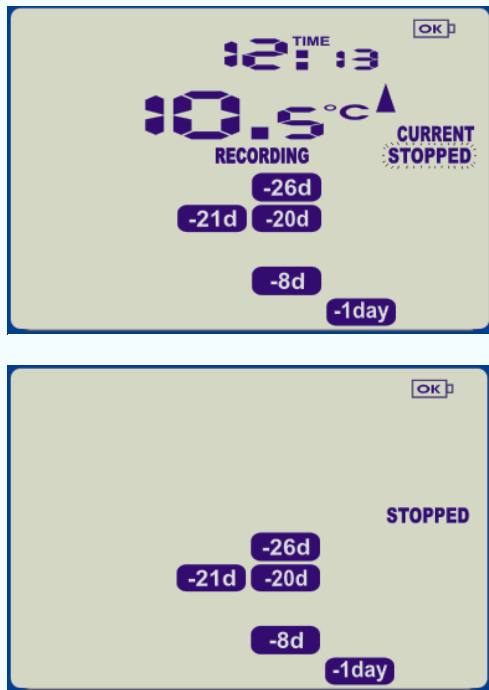 OK
TIME
12:13
10.5°C
CURRENT
RECORDING STOPPED
-26d
-21d -20d
-8d
-1day
OK
STOPPED
-26d
-21d -20d
-8d
-1day